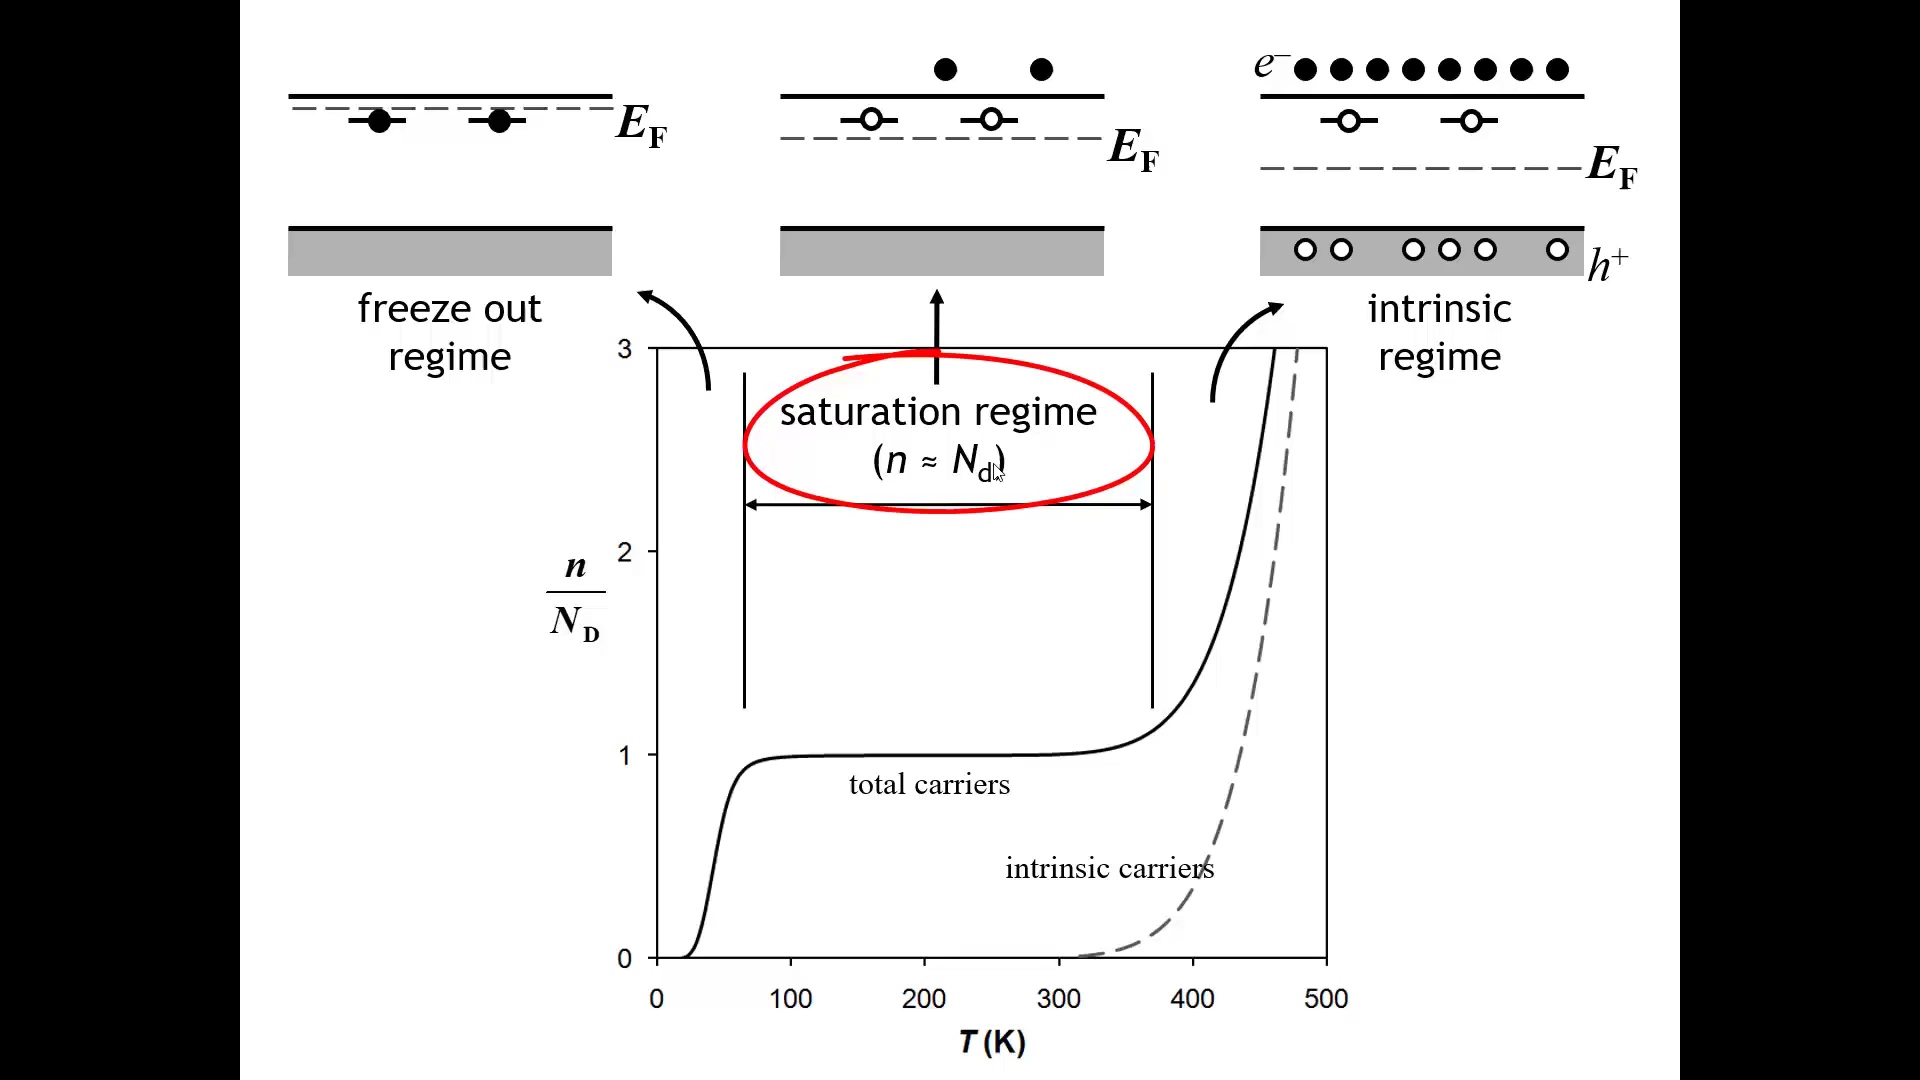 E_F
E_F
e⁻
E_F
h⁺
freeze out
regime
intrinsic
regime
saturation regime
(n ≈ N_d)
n
N_D
3
2
1
0
total carriers
intrinsic carriers
0 100 200 300 400 500
T (K)